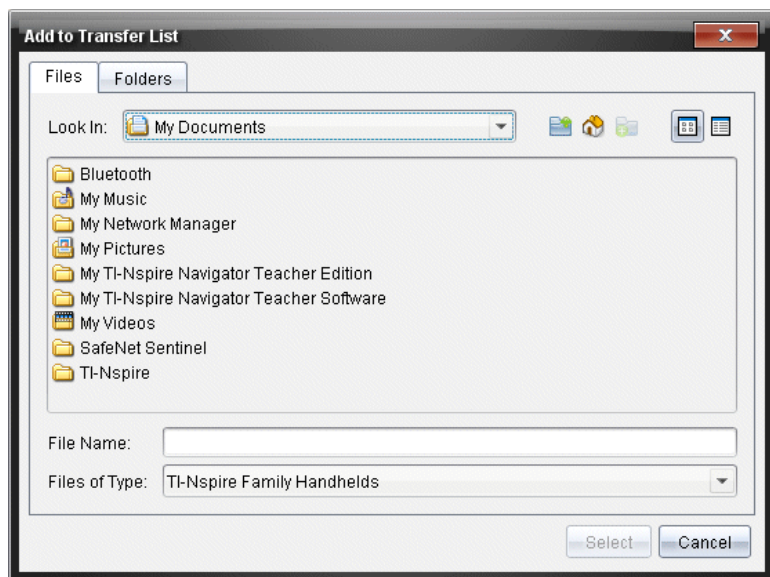 Add to Transfer List
Files
Folders
Look In:
My Documents
Bluetooth
My Music
My Network Manager
My Pictures
My TI-Nspire Navigator Teacher Edition
My TI-Nspire Navigator Teacher Software
My Videos
SafeNet Sentinel
TI-Nspire
File Name:
Files of Type:
TI-Nspire Family Handhelds
Select
Cancel